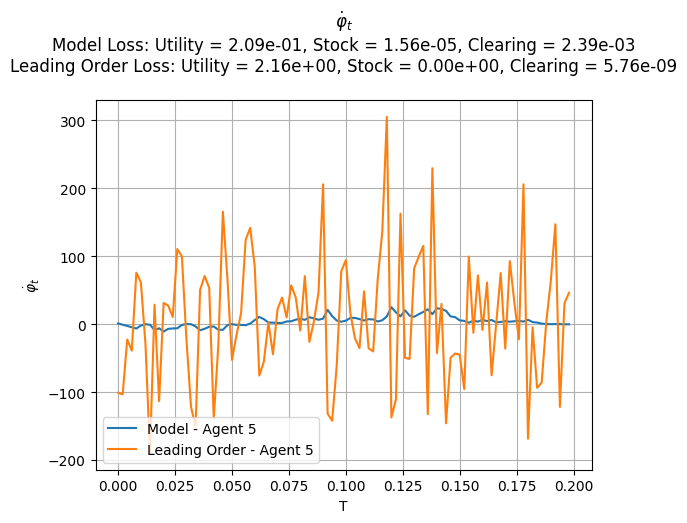 φ̇ₜ
Model Loss: Utility = 2.09e-01, Stock = 1.56e-05, Clearing = 2.39e-03
Leading Order Loss: Utility = 2.16e+00, Stock = 0.00e+00, Clearing = 5.76e-09
300
200
100
0
−100
−200
φ̇ₜ
Model - Agent 5
Leading Order - Agent 5
0.000 0.025 0.050 0.075 0.100 0.125 0.150 0.175 0.200
T